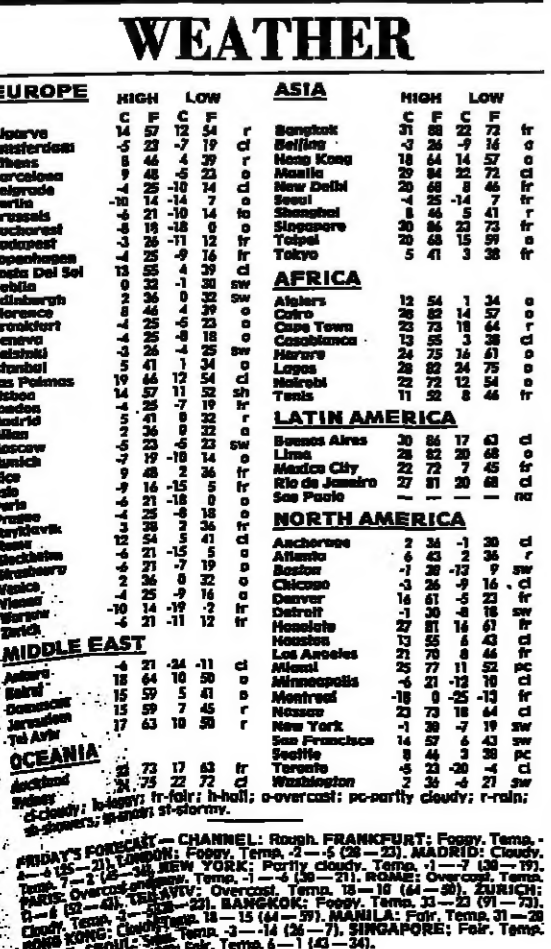 WEATHER
EUROPE HIGH LOW
C F C F
Algarve 14 57 12 54 r
Amsterdam -5 23 -7 19 cl
Athens 8 46 4 39 r
Barcelona 9 48 -5 23 o
Belgrade -4 25 -10 14 cl
Berlin -10 14 -14 7 o
Brussels -6 21 -10 14 fo
Bucharest -8 18 -18 0 o
Budapest -3 26 -11 12 fr
Copenhagen -4 25 -9 16 fr
Costa Del Sol 13 55 4 39 cl
Dublin 0 32 -1 30 sw
Edinburgh 2 36 0 32 sw
Florence 8 46 4 39 o
Frankfurt -4 25 -5 23 o
Geneva -4 25 -8 18 o
Helsinki -3 26 -4 25 sw
Istanbul 5 41 1 34 o
Las Palmas 19 66 12 54 cl
Lisboa 14 57 11 52 sh
London -4 25 -7 19 fr
Madrid 5 41 0 32 r
Milan 2 36 0 32 o
Moscow -5 23 -5 23 sw
Munich -7 19 -10 14 o
Nice 9 48 2 36 fr
Oslo -9 16 -15 5 fr
Paris -6 21 -18 0 o
Prague -4 25 -8 18 o
Reykjavik 3 38 2 36 fr
Rome 12 54 5 41 cl
Stockholm -6 21 -15 5 o
Strasbourg -6 21 -7 19 o
Venice 2 36 0 32 o
Vienna -4 25 -9 16 o
Warsaw -10 14 -19 -2 fr
Zurich -6 21 -11 12 fr
MIDDLE EAST
Ankara -6 21 -24 -11 cl
Beirut 18 64 10 50 o
Damascus 15 59 5 41 o
Jerusalem 15 59 7 45 r
Tel Aviv 17 63 10 50 r
OCEANIA
Auckland 23 73 17 63 fr
Sydney 24 75 22 72 cl
ASIA HIGH LOW
C F C F
Bangkok 31 88 22 72 fr
Beijing -3 26 -9 16 o
Hong Kong 18 64 14 57 o
Manila 29 84 22 72 cl
New Delhi 20 68 8 46 fr
Seoul -4 25 -14 7 fr
Shanghai 8 46 5 41 r
Singapore 30 86 23 73 fr
Taipei 20 68 15 59 o
Tokyo 5 41 3 38 fr
AFRICA
Algiers 12 54 1 34 o
Cairo 28 82 14 57 o
Cape Town 23 73 18 64 r
Casablanca 13 55 3 38 cl
Harare 24 75 16 61 o
Lagos 28 82 24 75 o
Nairobi 22 72 12 54 o
Tunis 11 52 8 46 fr
LATIN AMERICA
Buenos Aires 30 86 17 63 cl
Lima 28 82 20 68 o
Mexico City 22 72 7 45 fr
Rio de Janeiro 27 81 20 68 cl
Sao Paulo — — — — na
NORTH AMERICA
Anchorage 2 36 -1 30 cl
Atlanta 6 43 2 36 r
Boston -1 30 -13 9 sw
Chicago -3 26 -9 16 cl
Denver 16 61 -5 23 fr
Detroit -1 30 -8 18 sw
Honolulu 27 81 16 61 fr
Houston 13 55 6 43 cl
Los Angeles 21 70 8 46 fr
Miami 25 77 11 52 pc
Minneapolis -6 21 -12 10 cl
Montreal -18 0 -25 -13 fr
Nassau 23 73 18 64 cl
New York -1 30 -7 19 sw
San Francisco 14 57 6 43 sw
Seattle 8 46 3 38 pc
Toronto -5 23 -20 -4 cl
Washington 2 36 -6 21 sw
cl-cloudy; fo-foggy; fr-fair; h-hail; o-overcast; pc-partly cloudy; r-rain;
sh-showers; sw-snow; st-stormy.
FRIDAY'S FORECAST — CHANNEL: Rough. FRANKFURT: Foggy. Temp. -
LONDON: Foggy. Temp. -2 — -5 (28 — 23). MADRID: Cloudy.
Temp. 7 — 2 NEW YORK: Partly cloudy. Temp. -1 — -7 (30 — 19).
PARIS: Overcast Temp. -1 — -6 (30 — 21). ROME: Overcast. Temp.
11 — 6 (52 — 43). TEL AVIV: Overcast. Temp. 18 — 10 (64 — 50). ZURICH:
Cloudy. Temp. BANGKOK: Foggy. Temp. 33 — 23 (91 — 73).
HONG KONG: Cloudy. Temp. 18 — 15 (64 — 59). MANILA: Fair. Temp. 31 — 20
SEOUL: Temp. -3 — -14 (26 — 7). SINGAPORE: Fair. Temp.
Fair. Temp. 6 — 1 (43 — 34).